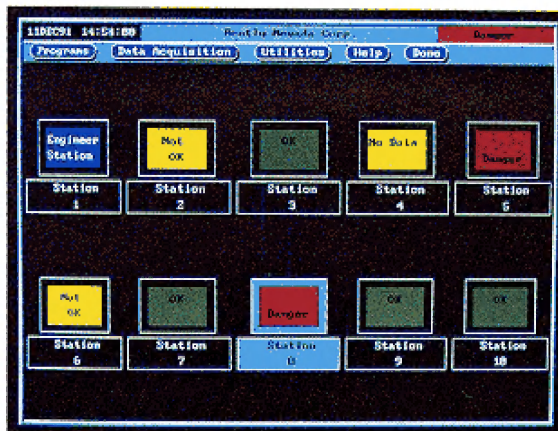 11DEC91 14:54:00 Bently Nevada Corp. Danger
Programs Data Acquisition Utilities Help Done
Engineer Station
Not OK
OK
No Data
Danger
Station 1
Station 2
Station 3
Station 4
Station 5
Not OK
OK
Danger
OK
OK
Station 6
Station 7
Station 8
Station 9
Station 10